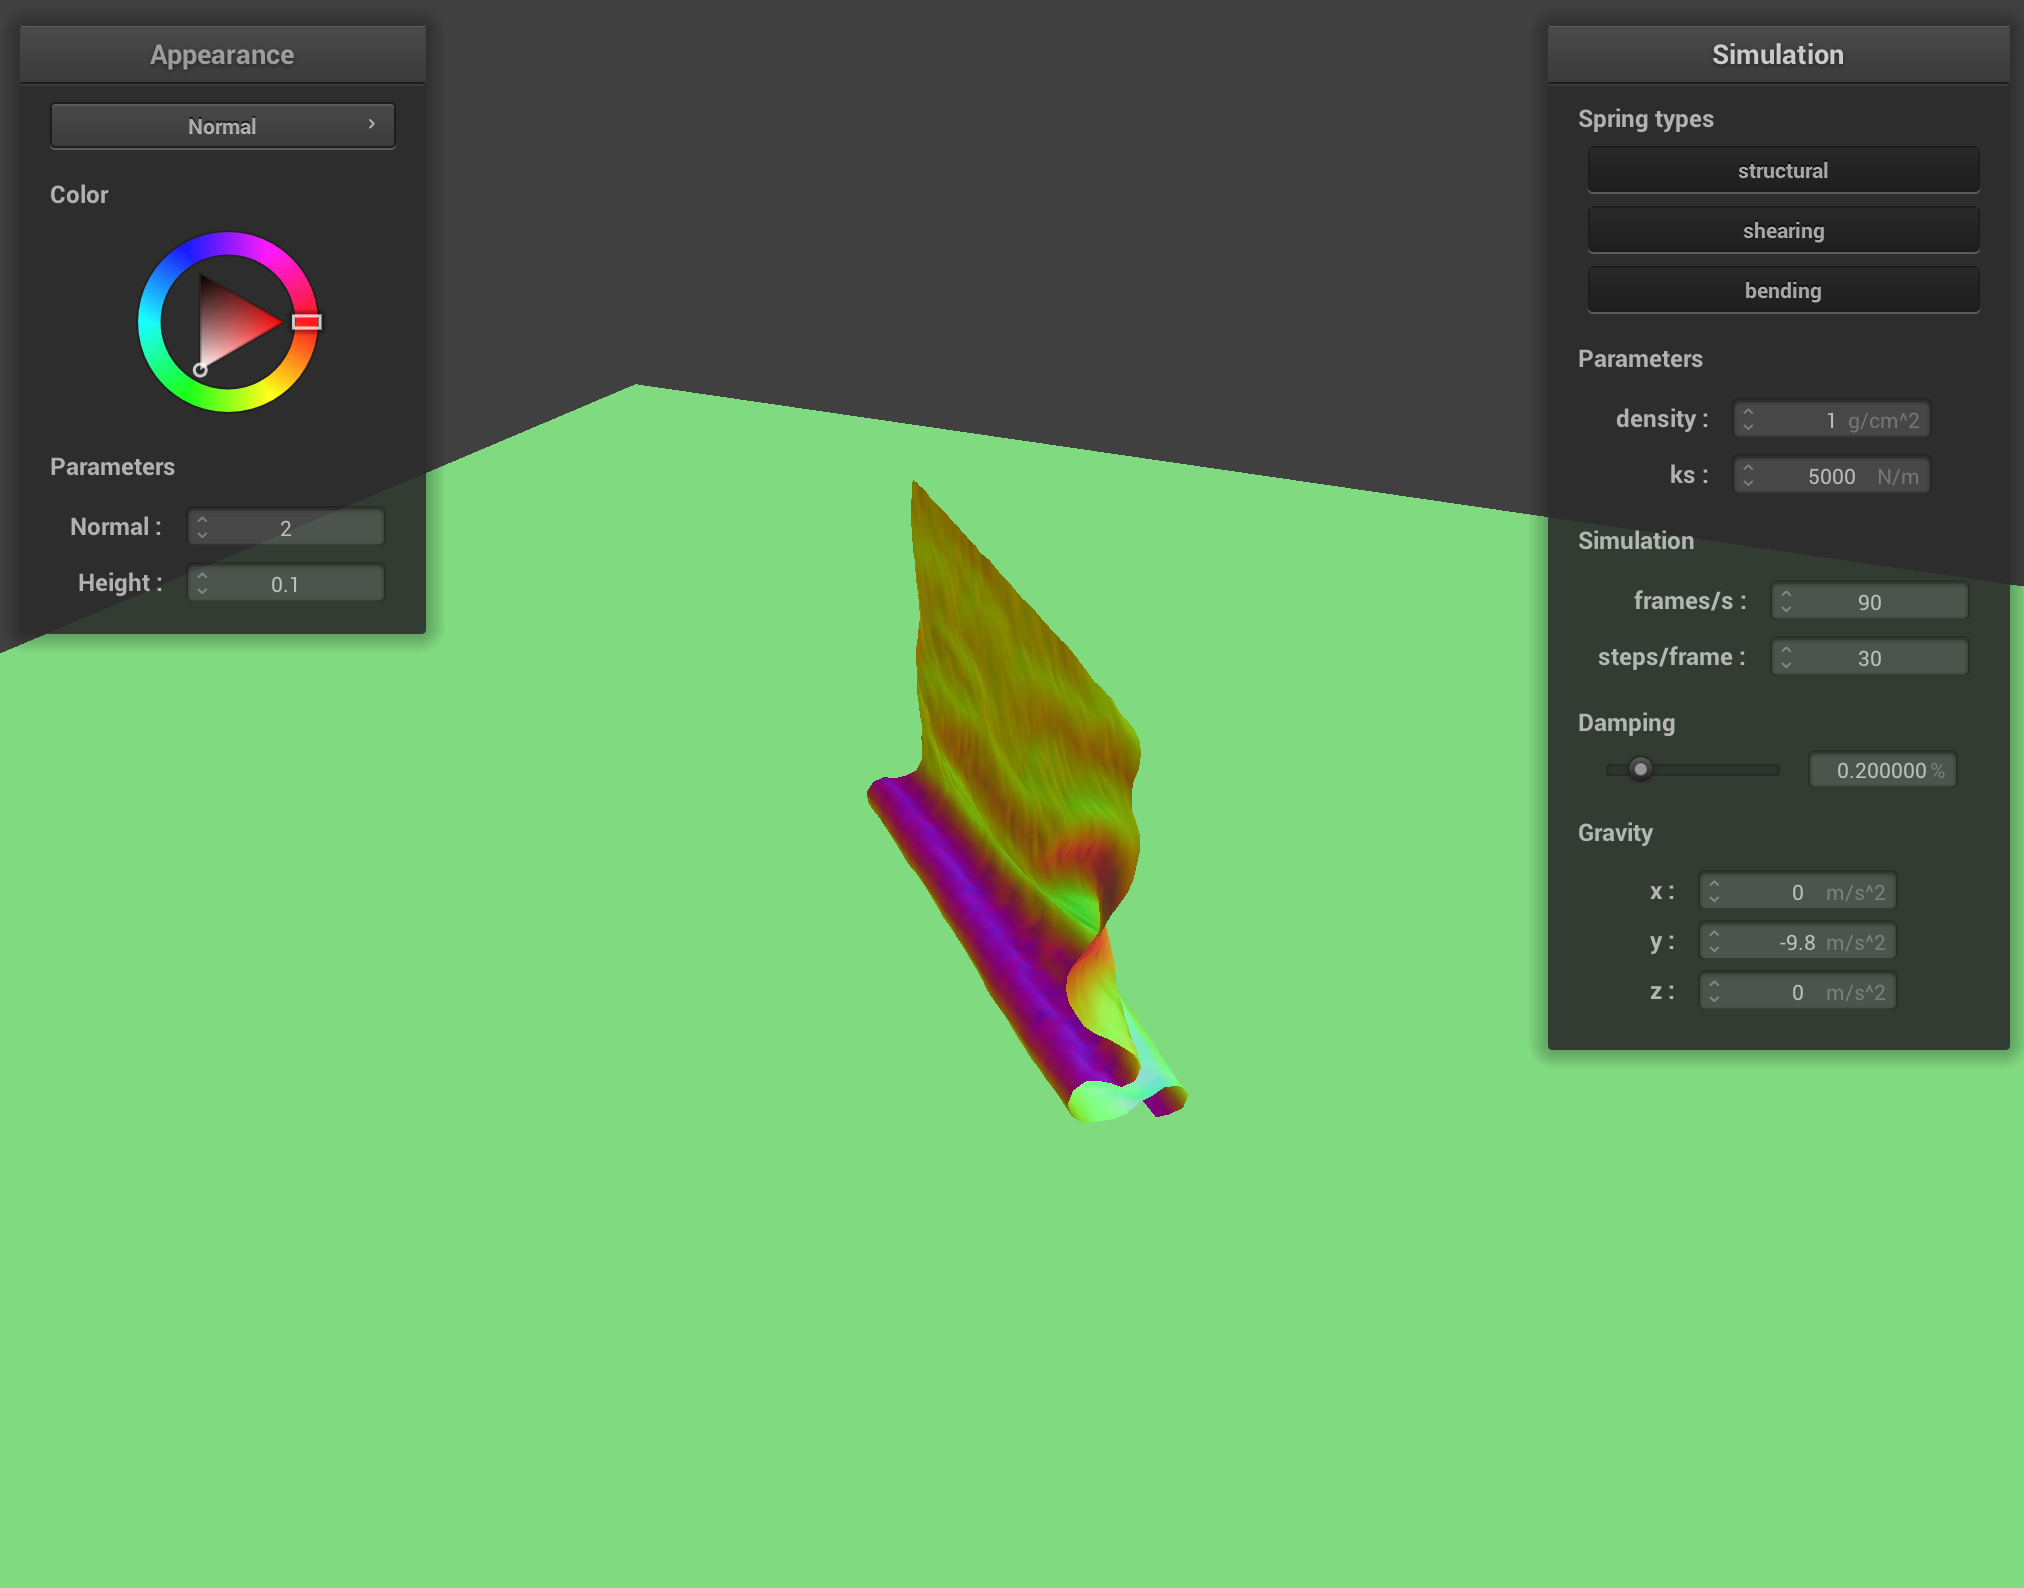 Appearance
Normal
Color
Parameters
Normal : 2
Height : 0.1
Simulation
Spring types
structural
shearing
bending
Parameters
density : 1 g/cm^2
ks : 5000 N/m
Simulation
frames/s : 90
steps/frame : 30
Damping
0.200000 %
Gravity
x : 0 m/s^2
y : -9.8 m/s^2
z : 0 m/s^2